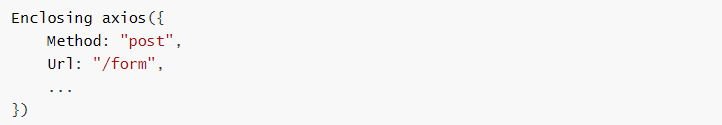 Enclosing axios({
    Method: "post",
    Url: "/form",
    ...
})